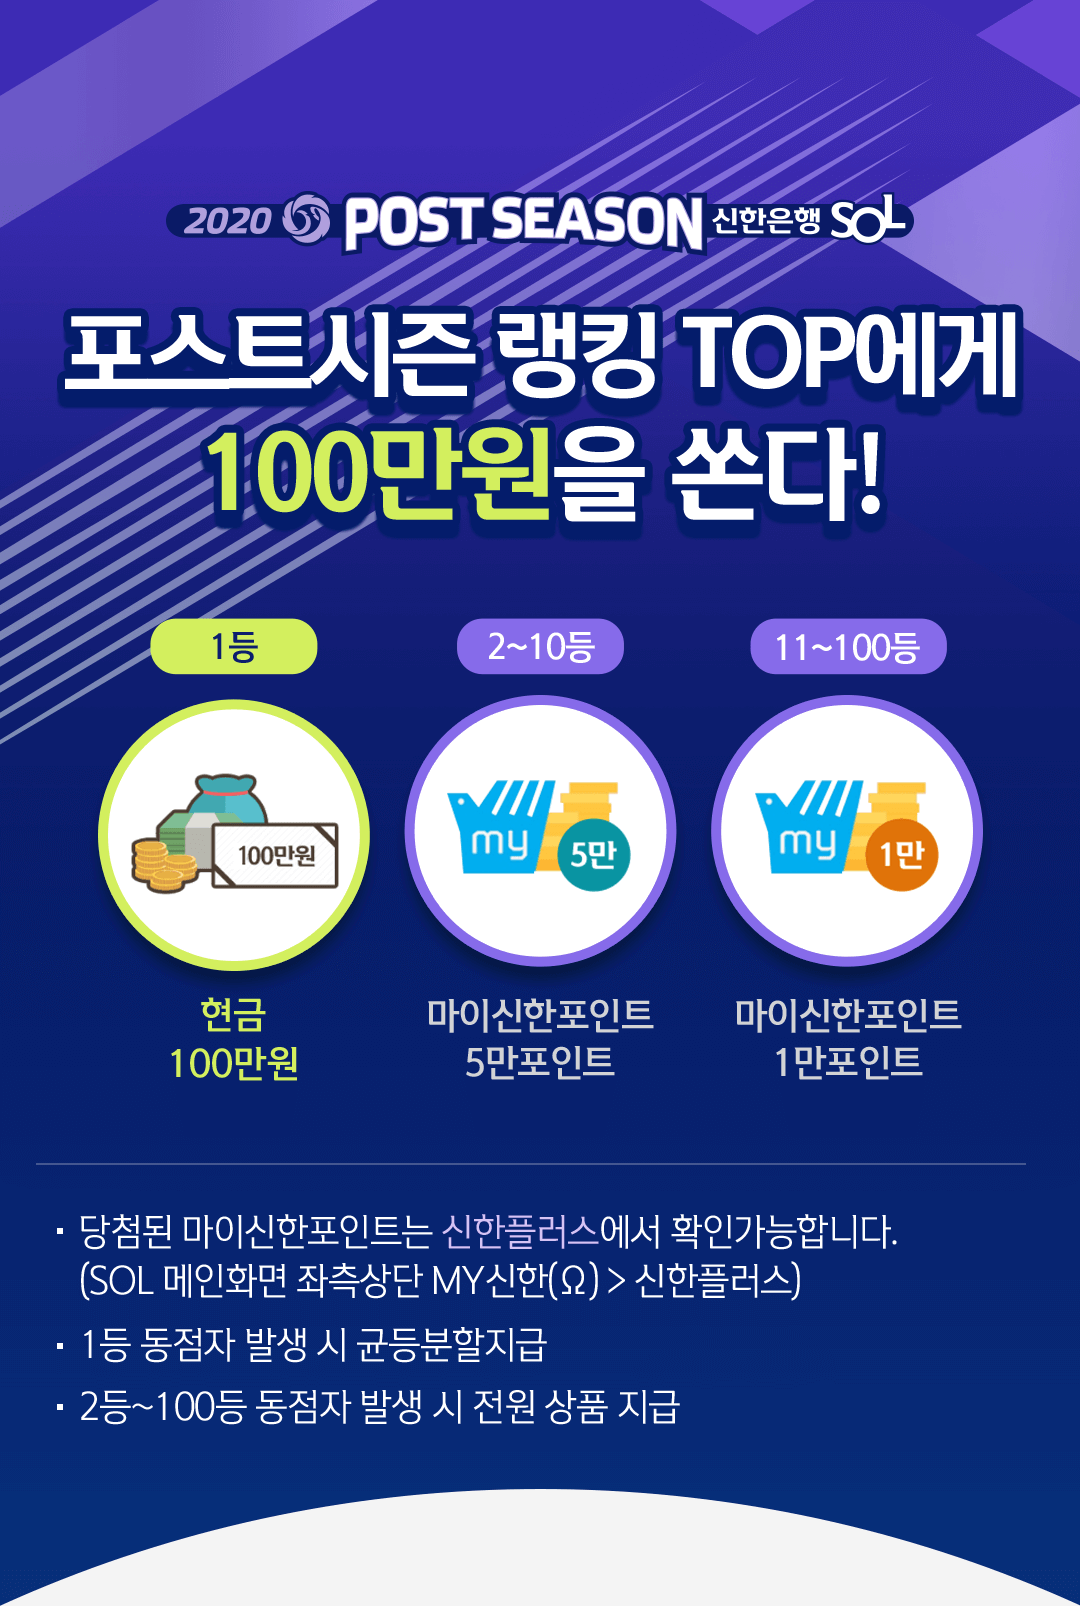 2020 POST SEASON 신한은행 SOL
포스트시즌 랭킹 TOP에게
100만원을 쏜다!
1등
2~10등
11~100등
100만원
my 5만
my 1만
현금
100만원
마이신한포인트
5만포인트
마이신한포인트
1만포인트
· 당첨된 마이신한포인트는 신한플러스에서 확인가능합니다.
(SOL 메인화면 좌측상단 MY신한(Ω) > 신한플러스)
· 1등 동점자 발생 시 균등분할지급
· 2등~100등 동점자 발생 시 전원 상품 지급